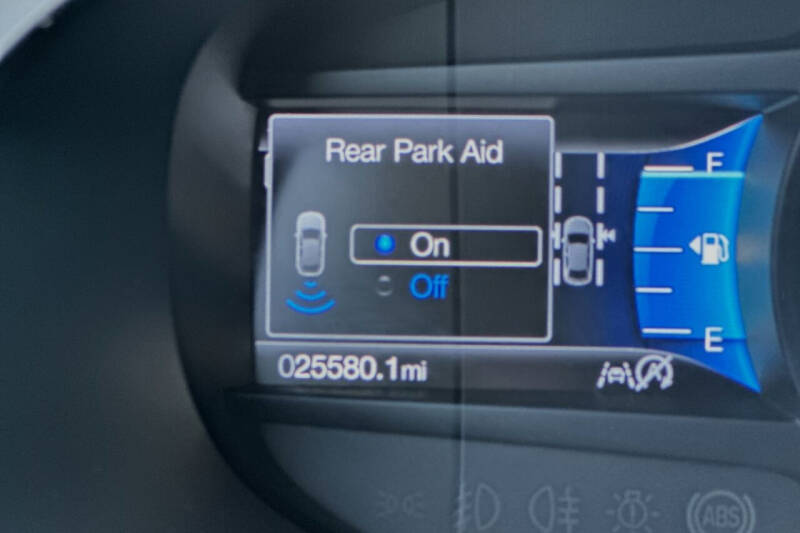 Rear Park Aid
On
Off
F
E
025580.1mi
ABS